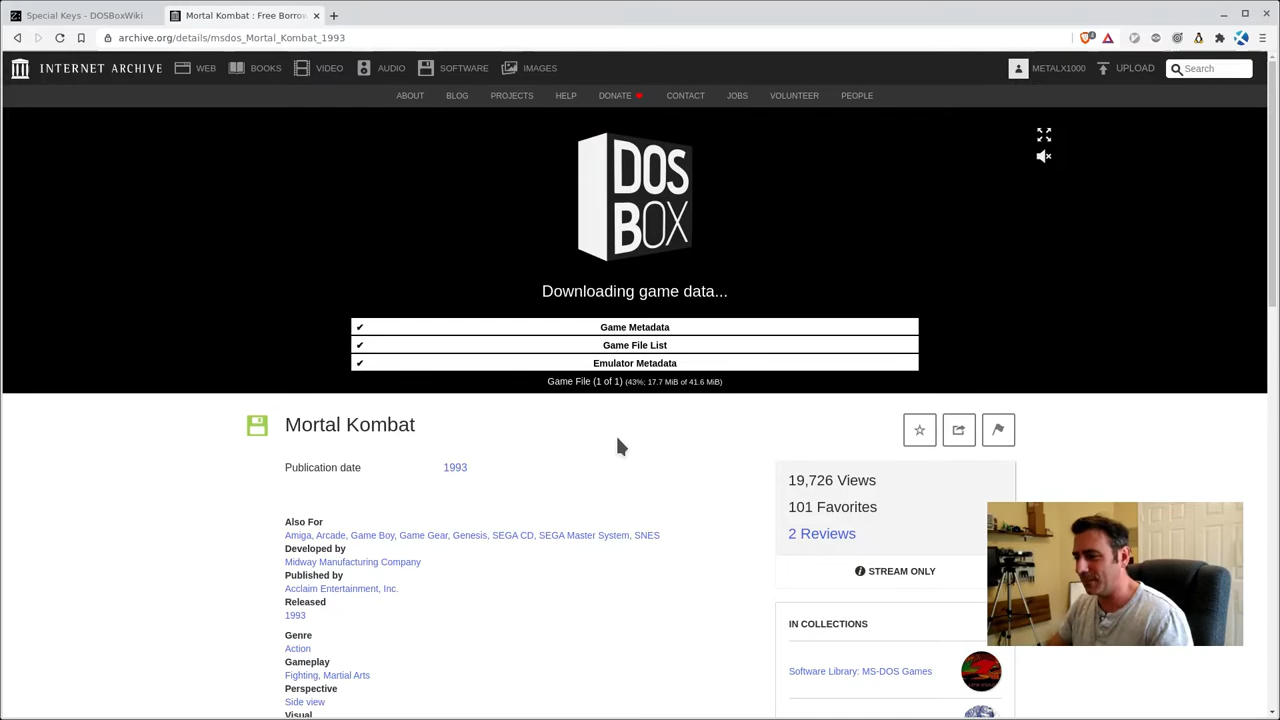 Special Keys - DOSBoxWiki
Mortal Kombat : Free Borrow
archive.org/details/msdos_Mortal_Kombat_1993
INTERNET ARCHIVE WEB BOOKS VIDEO AUDIO SOFTWARE IMAGES METALX1000 UPLOAD Search
ABOUT BLOG PROJECTS HELP DONATE CONTACT JOBS VOLUNTEER PEOPLE
DOS
BOX
Downloading game data...
✔ Game Metadata
✔ Game File List
✔ Emulator Metadata
Game File (1 of 1) (43%; 17.7 MiB of 41.6 MiB)
Mortal Kombat
Publication date 1993
19,726 Views
101 Favorites
2 Reviews
STREAM ONLY
Also For
Amiga, Arcade, Game Boy, Game Gear, Genesis, SEGA CD, SEGA Master System, SNES
Developed by
Midway Manufacturing Company
Published by
Acclaim Entertainment, Inc.
Released
1993
Genre
Action
Gameplay
Fighting, Martial Arts
Perspective
Side view
Visual
IN COLLECTIONS
Software Library: MS-DOS Games